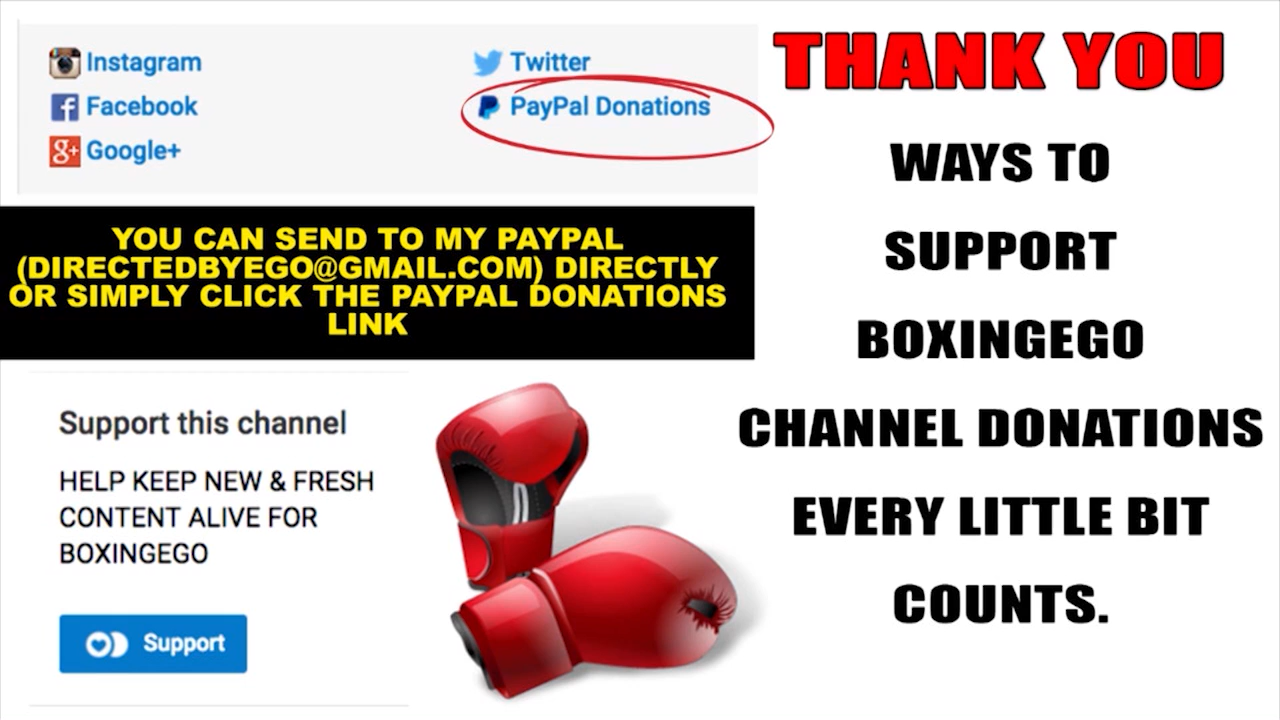 Instagram
Twitter
Facebook
PayPal Donations
Google+
YOU CAN SEND TO MY PAYPAL
(DIRECTEDBYEGO@GMAIL.COM) DIRECTLY
OR SIMPLY CLICK THE PAYPAL DONATIONS
LINK
Support this channel
HELP KEEP NEW & FRESH
CONTENT ALIVE FOR
BOXINGEGO
Support
THANK YOU
WAYS TO
SUPPORT
BOXINGEGO
CHANNEL DONATIONS
EVERY LITTLE BIT
COUNTS.